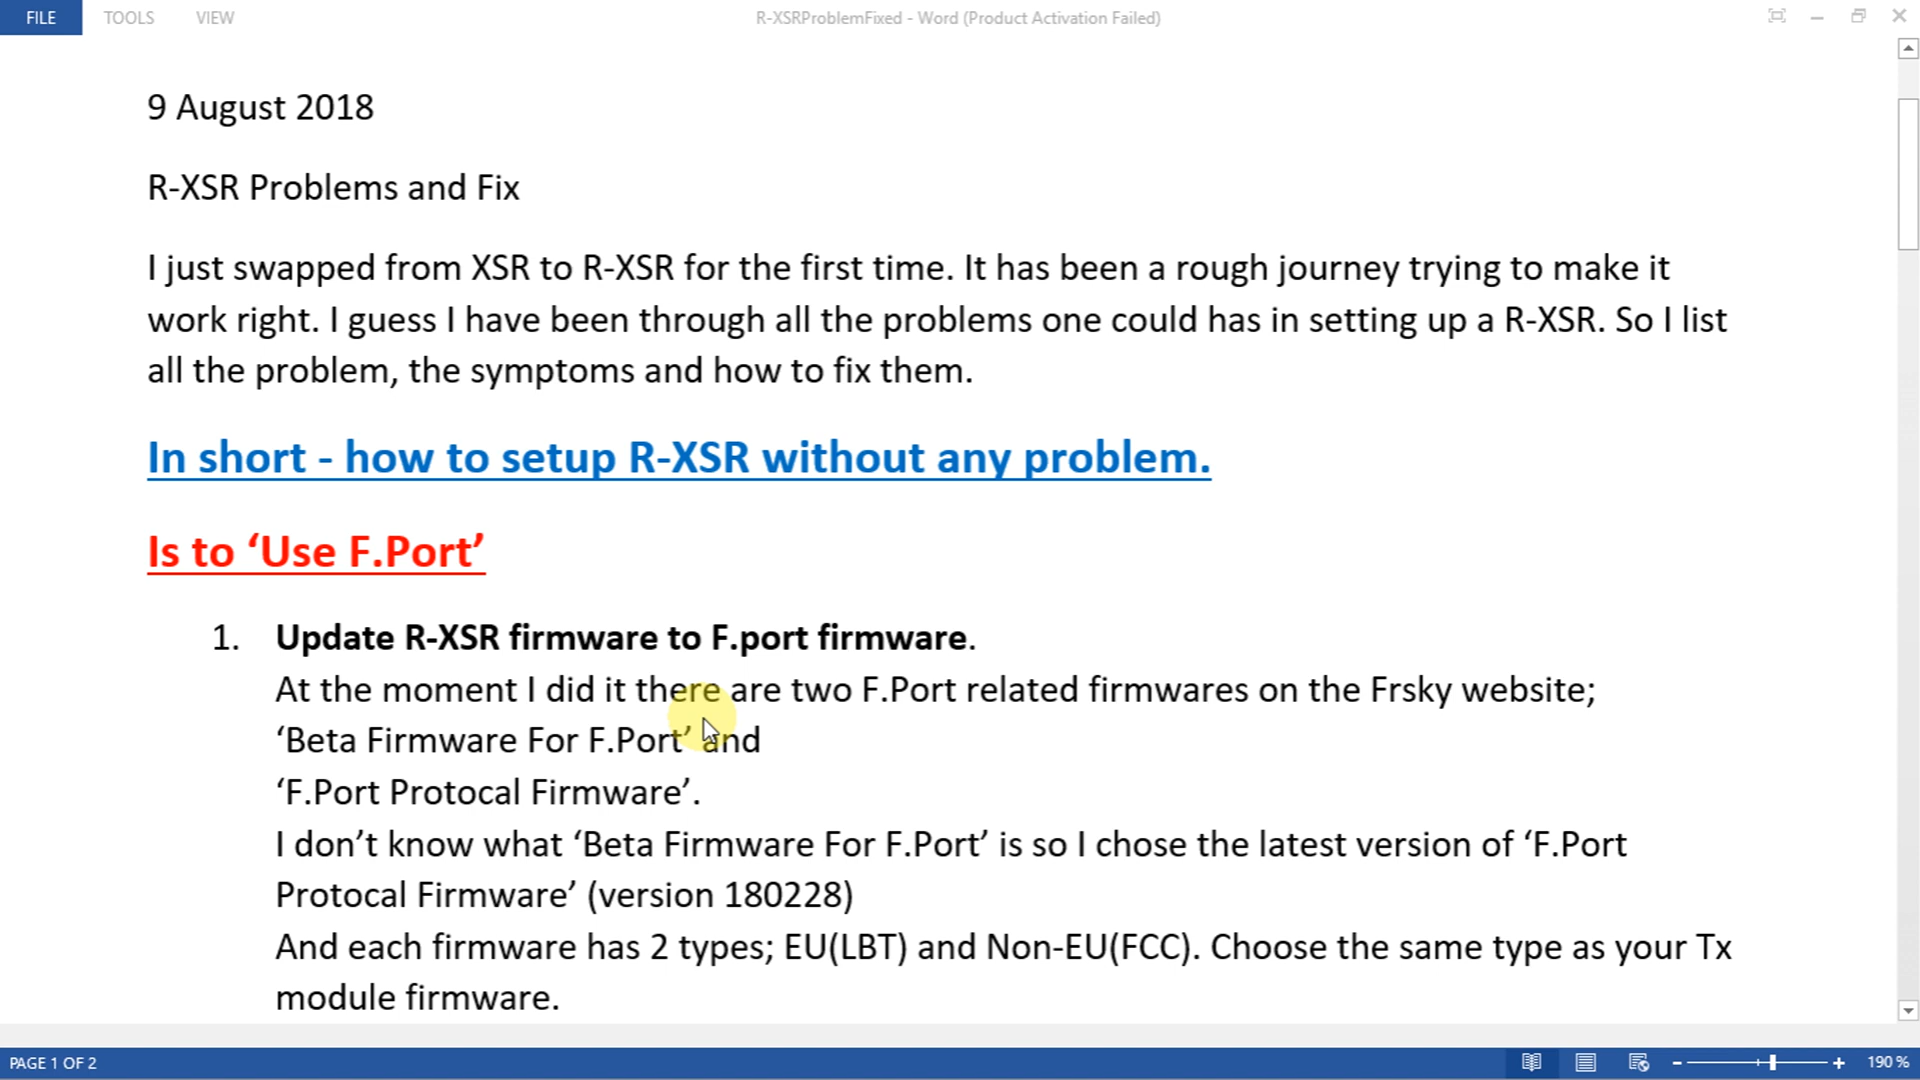 FILE TOOLS VIEW R-XSRProblemFixed - Word (Product Activation Failed)
9 August 2018
R-XSR Problems and Fix
I just swapped from XSR to R-XSR for the first time. It has been a rough journey trying to make it
work right. I guess I have been through all the problems one could has in setting up a R-XSR. So I list
all the problem, the symptoms and how to fix them.
In short - how to setup R-XSR without any problem.
Is to ‘Use F.Port’
1. Update R-XSR firmware to F.port firmware.
At the moment I did it there are two F.Port related firmwares on the Frsky website;
‘Beta Firmware For F.Port’ and
‘F.Port Protocal Firmware’.
I don’t know what ‘Beta Firmware For F.Port’ is so I chose the latest version of ‘F.Port
Protocal Firmware’ (version 180228)
And each firmware has 2 types; EU(LBT) and Non-EU(FCC). Choose the same type as your Tx
module firmware.
PAGE 1 OF 2 190 %